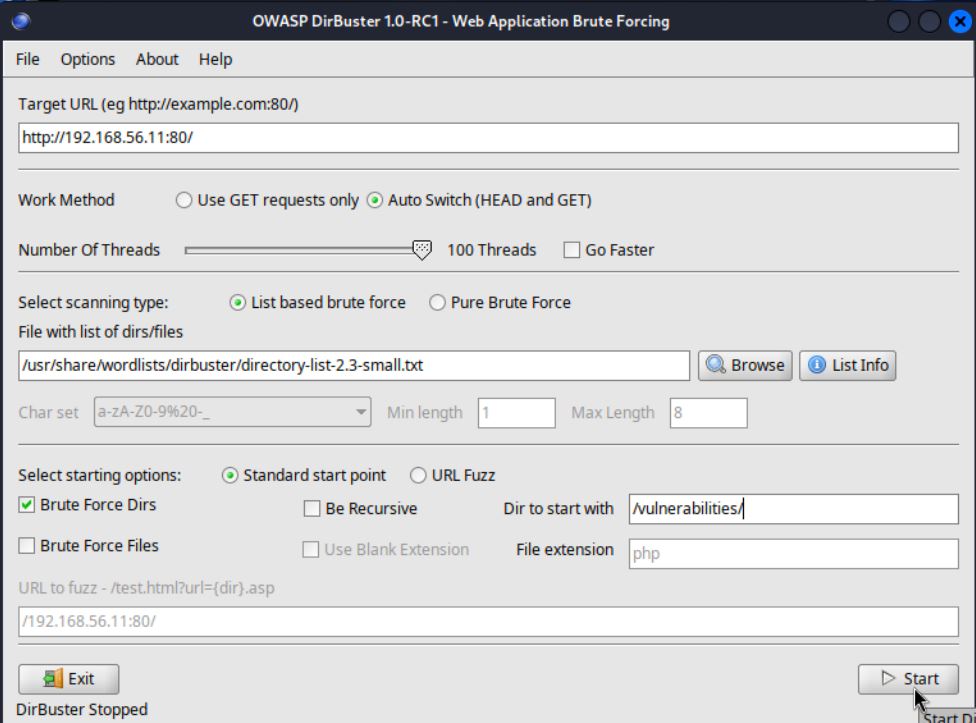 OWASP DirBuster 1.0-RC1 - Web Application Brute Forcing
File Options About Help
Target URL (eg http://example.com:80/)
http://192.168.56.11:80/
Work Method Use GET requests only Auto Switch (HEAD and GET)
Number Of Threads 100 Threads Go Faster
Select scanning type: List based brute force Pure Brute Force
File with list of dirs/files
/usr/share/wordlists/dirbuster/directory-list-2.3-small.txt Browse List Info
Char set a-zA-Z0-9%20-_ Min length 1 Max Length 8
Select starting options: Standard start point URL Fuzz
Brute Force Dirs Be Recursive Dir to start with /vulnerabilities/
Brute Force Files Use Blank Extension File extension php
URL to fuzz - /test.html?url={dir}.asp
/192.168.56.11:80/
Exit Start
DirBuster Stopped
Start